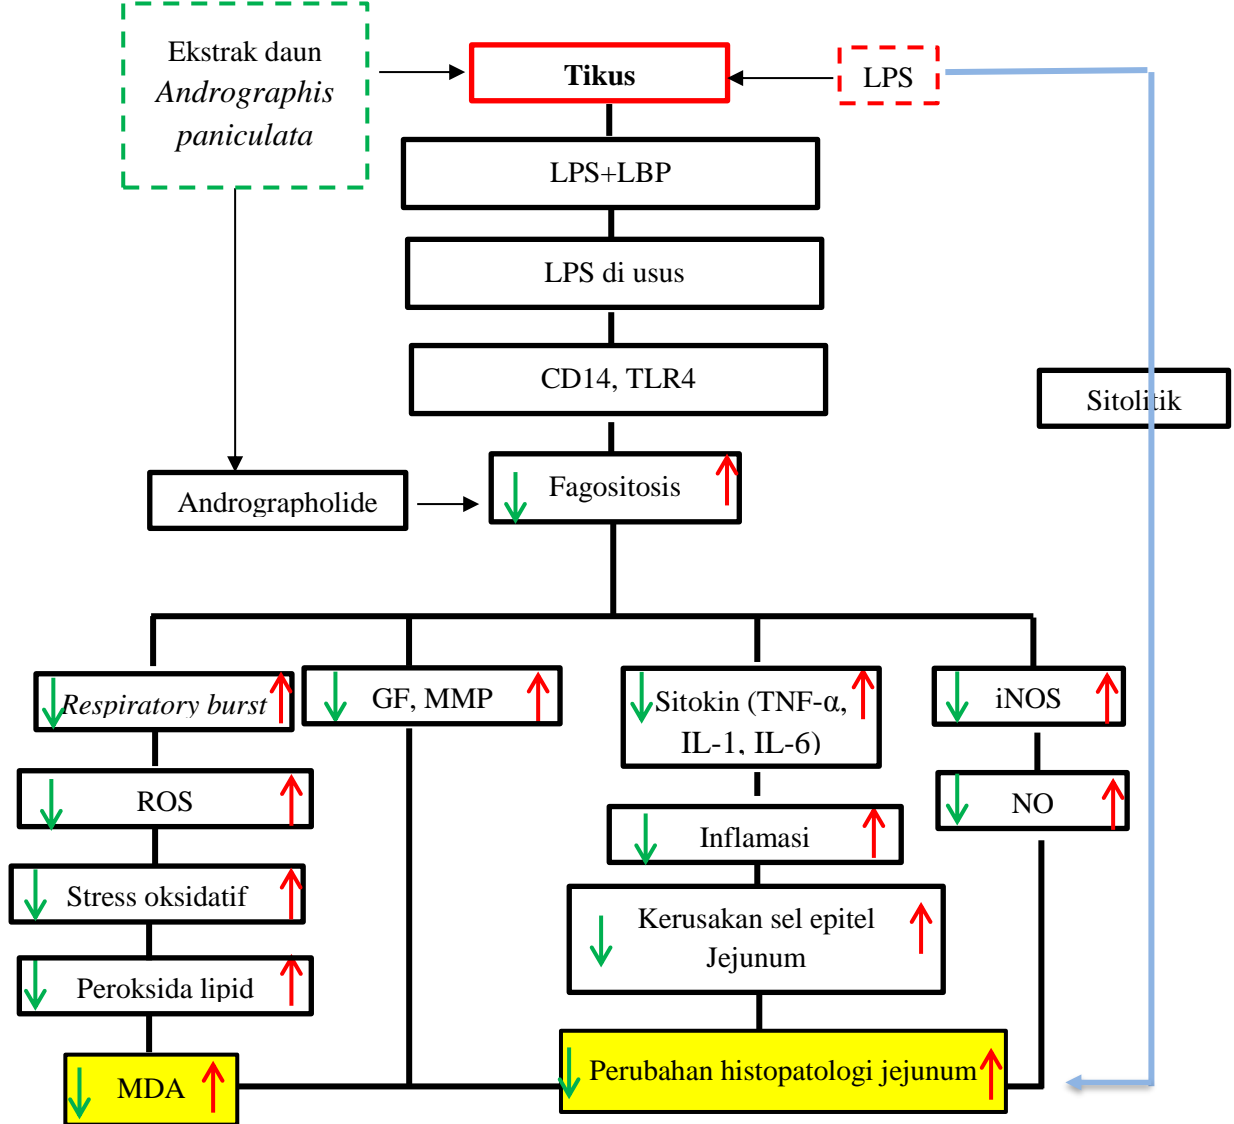 Ekstrak daun
Andrographis
paniculata
Tikus
LPS
LPS+LBP
LPS di usus
CD14, TLR4
Sitolitik
Andrographolide
Fagositosis
Respiratory burst
GF, MMP
Sitokin (TNF-α,
IL-1, IL-6)
iNOS
ROS
NO
Inflamasi
Stress oksidatif
Kerusakan sel epitel
Jejunum
Peroksida lipid
MDA
Perubahan histopatologi jejunum